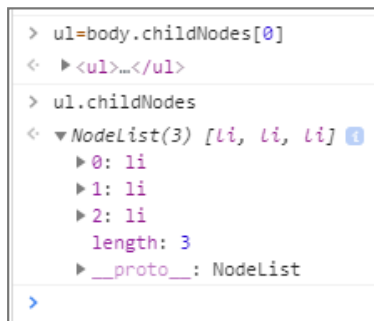 > ul=body.childNodes[0]
<· ▶<ul>…</ul>
> ul.childNodes
<· ▼NodeList(3) [li, li, li] i
▶0: li
▶1: li
▶2: li
length: 3
▶__proto__: NodeList
>